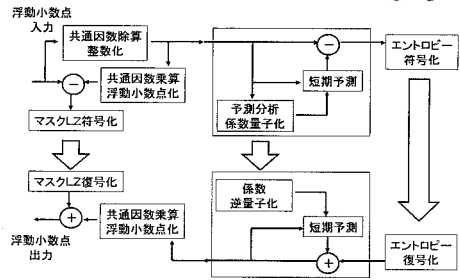 浮動小数点
入力
共通因数除算
整数化
共通因数乗算
浮動小数点化
−
マスクLZ符号化
−
短期予測
予測分析
係数量子化
エントロピー
符号化
マスクLZ復号化
+
共通因数乗算
浮動小数点化
浮動小数点
出力
係数
逆量子化
短期予測
+
エントロピー
復号化